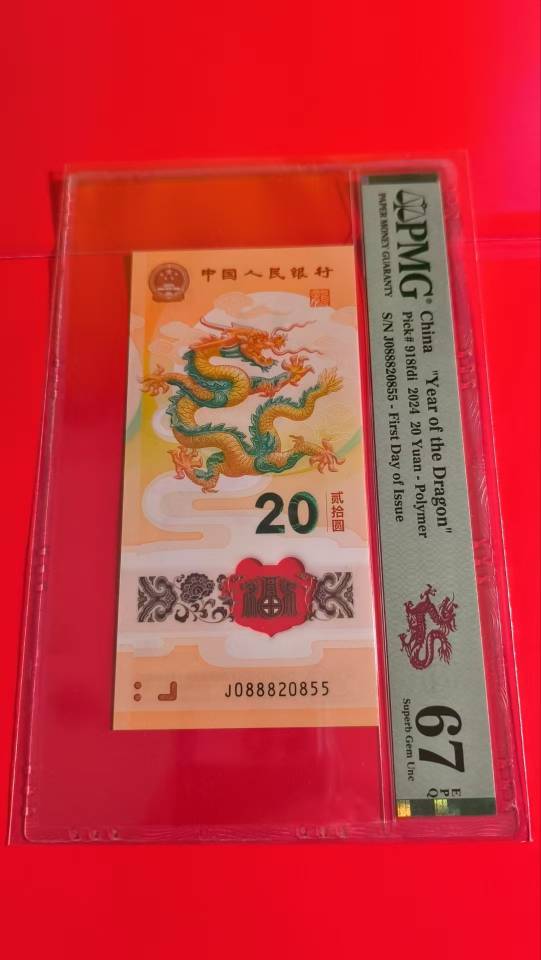 中国人民银行
龙
20
贰拾圆
J088820855
PMG®
PAPER MONEY GUARANTY
China "Year of the Dragon"
Pick# 918fdi 2024 20 Yuan - Polymer
S/N J088820855 - First Day of Issue
67
EPQ
Superb Gem Unc